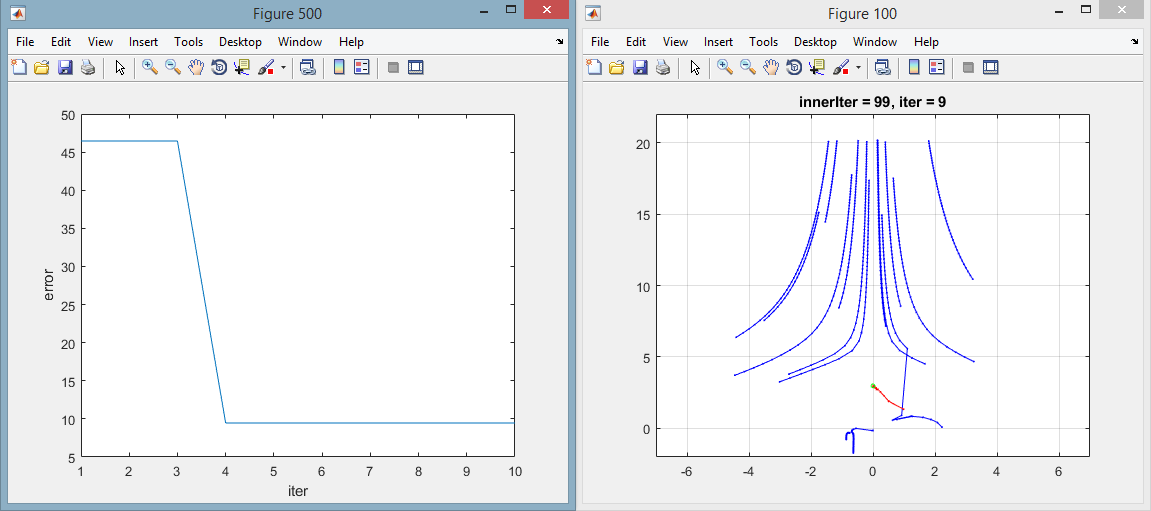 Figure 500
File Edit View Insert Tools Desktop Window Help
50
45
40
35
30
25
20
15
10
5
error
1 2 3 4 5 6 7 8 9 10
iter
Figure 100
File Edit View Insert Tools Desktop Window Help
innerIter = 99, iter = 9
20
15
10
5
0
-6 -4 -2 0 2 4 6